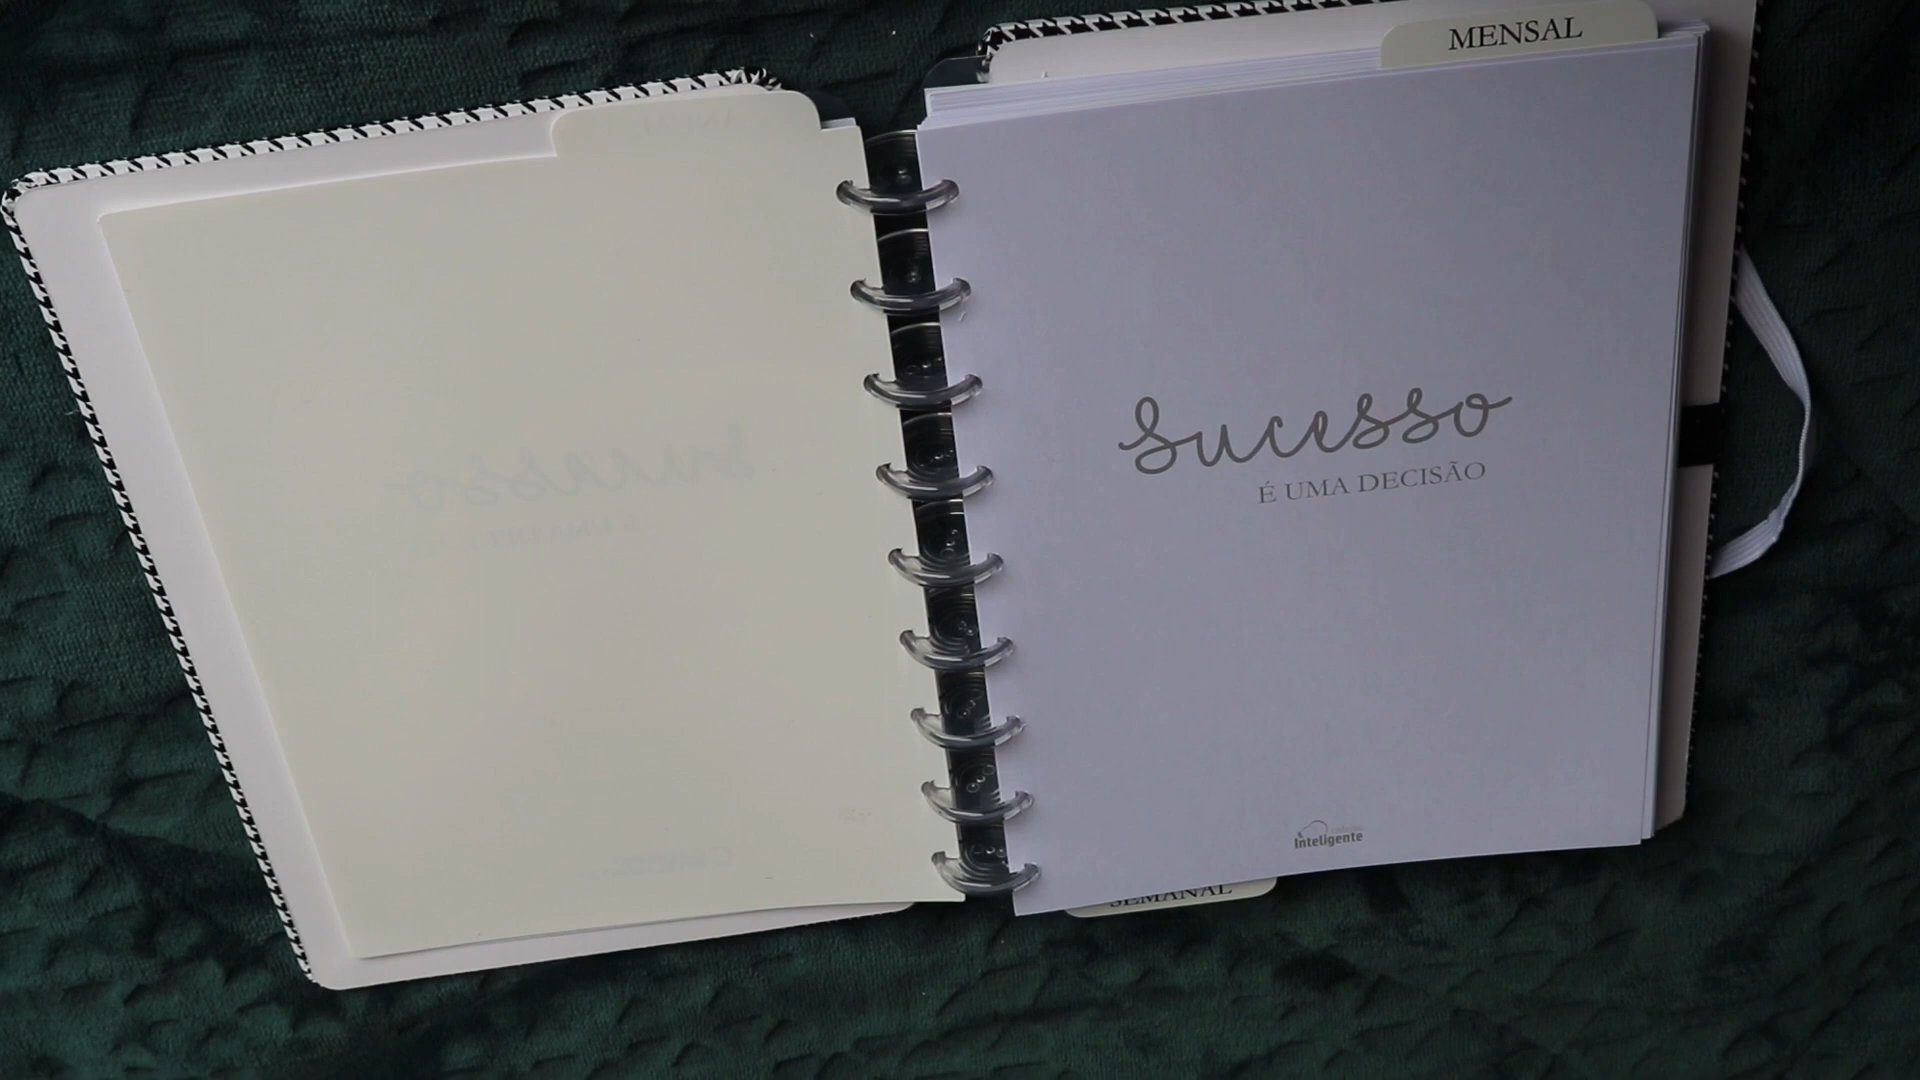 MENSAL
Sucesso
É UMA DECISÃO
Inteligente
SEMANAL